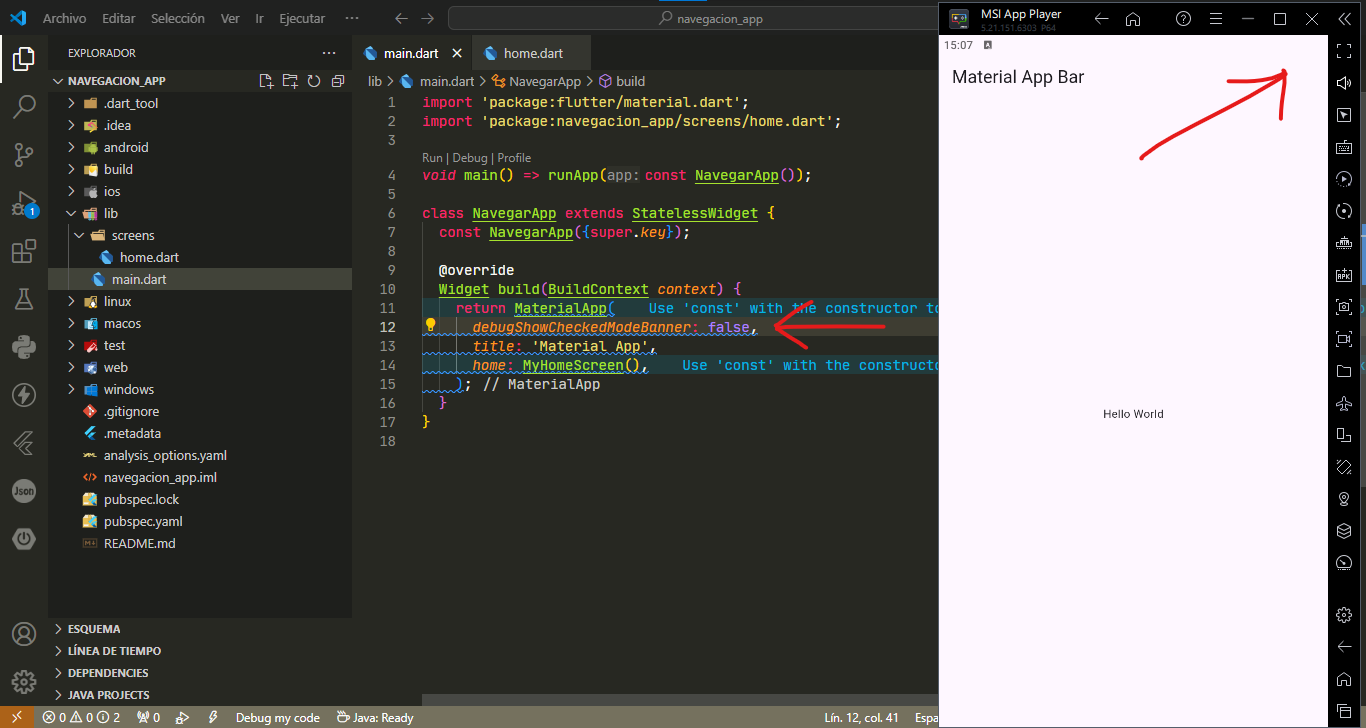 Archivo Editar Selección Ver Ir Ejecutar ···
navegacion_app
MSI App Player
5.21.151.6303 P64
EXPLORADOR
NAVEGACION_APP
.dart_tool
.idea
android
build
ios
lib
screens
home.dart
main.dart
linux
macos
test
web
windows
.gitignore
.metadata
analysis_options.yaml
navegacion_app.iml
pubspec.lock
pubspec.yaml
README.md
ESQUEMA
LÍNEA DE TIEMPO
DEPENDENCIES
JAVA PROJECTS
1
Json
main.dart home.dart
lib > main.dart > NavegarApp > build
1 import 'package:flutter/material.dart';
2 import 'package:navegacion_app/screens/home.dart';
3
Run | Debug | Profile
4 void main() => runApp(app: const NavegarApp());
5
6 class NavegarApp extends StatelessWidget {
7 const NavegarApp({super.key});
8
9 @override
10 Widget build(BuildContext context) {
11 return MaterialApp( Use 'const' with the constructor to
12 debugShowCheckedModeBanner: false,
13 title: 'Material App',
14 home: MyHomeScreen(), Use 'const' with the constructo
15 ); // MaterialApp
16 }
17 }
18
15:07 A
Material App Bar
Hello World
APK
0 0 2 0 Debug my code Java: Ready Lín. 12, col. 41 Espa